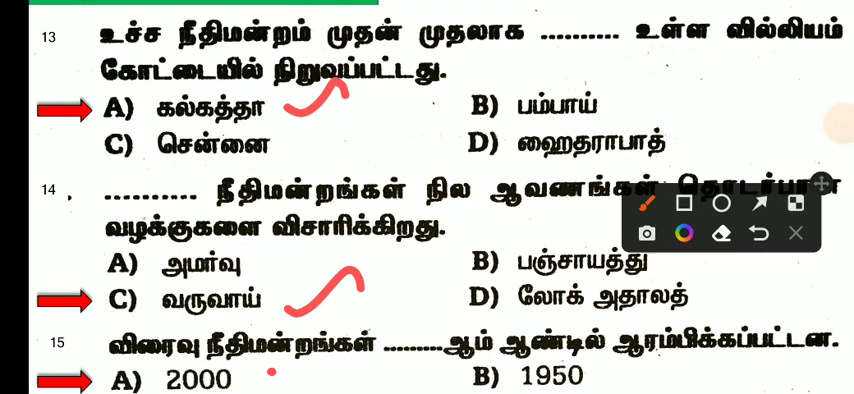 13 உச்ச நீதிமன்றம் முதன் முதலாக .......... உள்ள வில்லியம்
கோட்டையில் நிறுவப்பட்டது.
A) கல்கத்தா B) பம்பாய்
C) சென்னை D) ஹைதராபாத்
14 . .......... நீதிமன்றங்கள் நில ஆவணங்கள்
வழக்குகளை விசாரிக்கிறது.
A) அமர்வு B) பஞ்சாயத்து
C) வருவாய் D) லோக் அதாலத்
15 விரைவு நீதிமன்றங்கள் .........ஆம் ஆண்டில் ஆரம்பிக்கப்பட்டன.
A) 2000 B) 1950